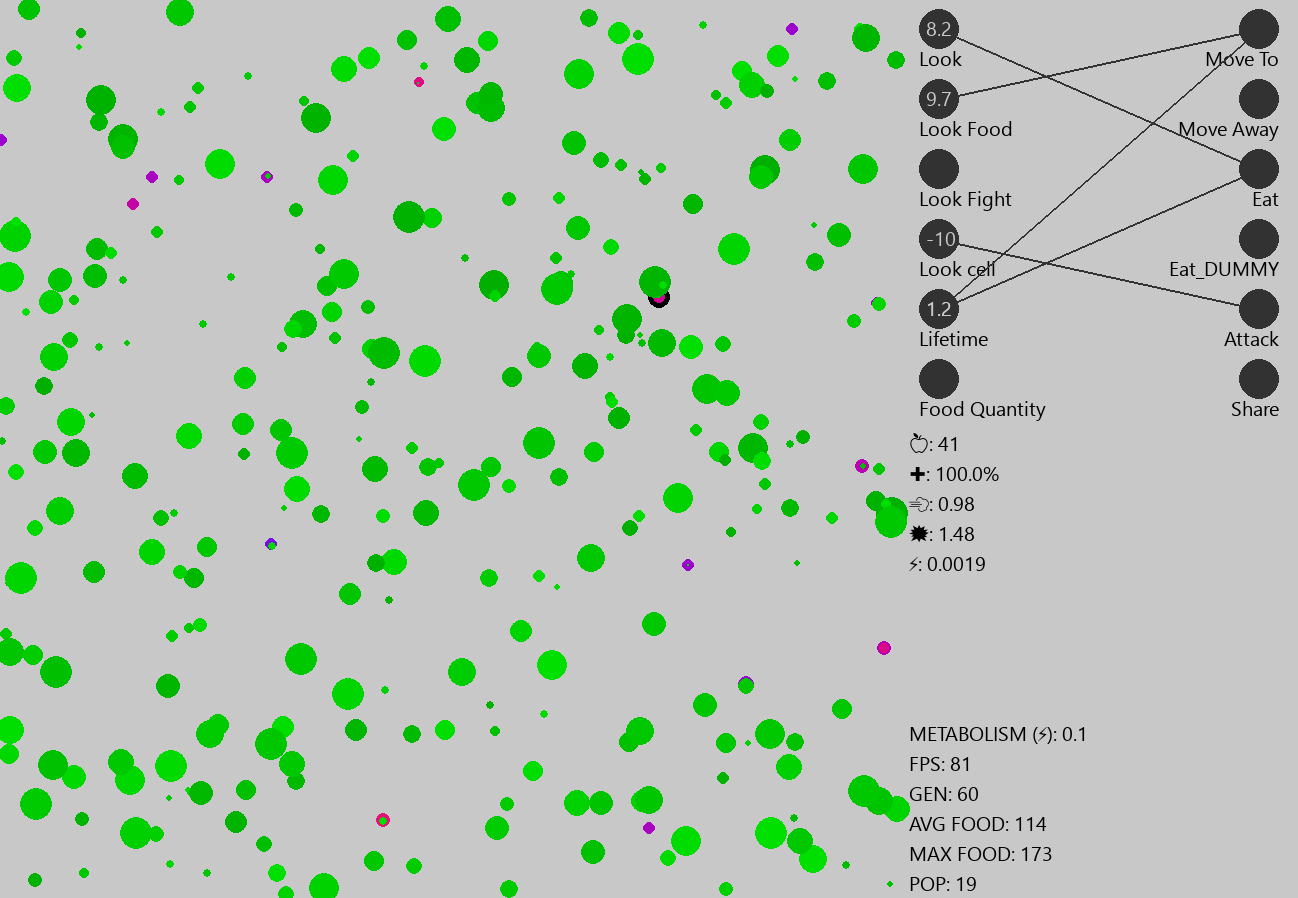 8.2
Look
Move To
9.7
Look Food
Move Away
Look Fight
Eat
-10
Look cell
Eat_DUMMY
1.2
Lifetime
Attack
Food Quantity
Share
🍎: 41
✚: 100.0%
💨: 0.98
✹: 1.48
⚡: 0.0019
METABOLISM (⚡): 0.1
FPS: 81
GEN: 60
AVG FOOD: 114
MAX FOOD: 173
POP: 19